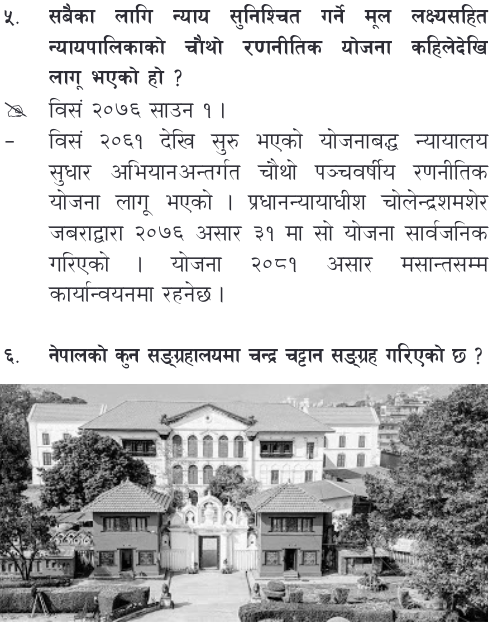 ५. सबैका लागि न्याय सुनिश्चित गर्ने मूल लक्ष्यसहित
न्यायपालिकाको चौथो रणनीतिक योजना कहिलेदेखि
लागू भएको हो ?
विसं २०७६ साउन १ ।
– विसं २०६१ देखि सुरु भएको योजनाबद्ध न्यायालय
सुधार अभियानअन्तर्गत चौथो पञ्चवर्षीय रणनीतिक
योजना लागू भएको । प्रधानन्यायाधीश चोलेन्द्रशमशेर
जबराद्वारा २०७६ असार ३१ मा सो योजना सार्वजनिक
गरिएको । योजना २०८१ असार मसान्तसम्म
कार्यान्वयनमा रहनेछ ।
६. नेपालको कुन सङ्ग्रहालयमा चन्द्र चट्टान सङ्ग्रह गरिएको छ ?